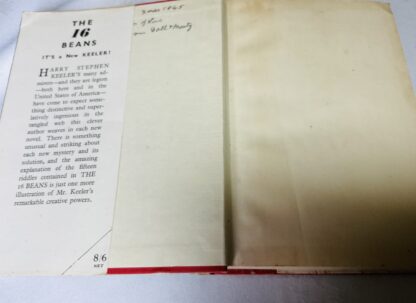 THE
16
BEANS
IT'S a New KEELER!
HARRY STEPHEN
KEELER'S many ad-
mirers—and they are legion
—both here and in the
United States of America—
have come to expect some-
thing distinctive and super-
latively ingenious in the
tangled web this clever
author weaves in each new
novel. There is something
unusual and striking about
each new mystery and its
solution, and the amazing
explanation of the fifteen
riddles contained in THE
16 BEANS is just one more
illustration of Mr. Keeler's
remarkable creative powers.
8/6
NET
1945